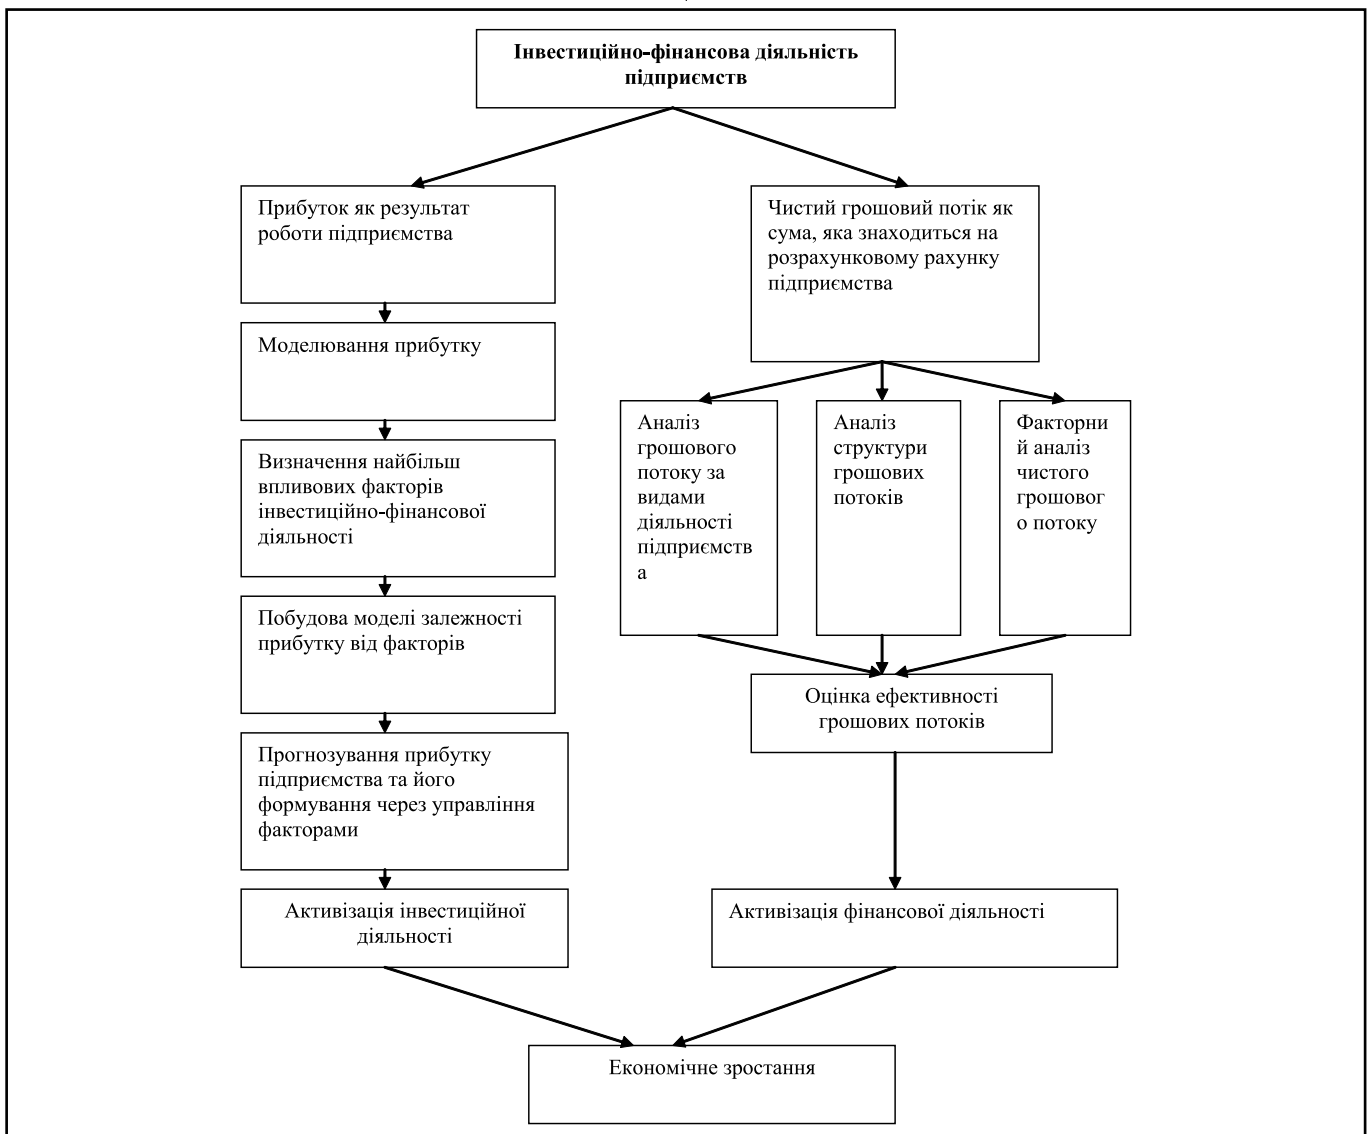 Інвестиційно-фінансова діяльність
підприємств
Прибуток як результат
роботи підприємства
Моделювання прибутку
Визначення найбільш
впливових факторів
інвестиційно-фінансової
діяльності
Побудова моделі залежності
прибутку від факторів
Прогнозування прибутку
підприємства та його
формування через управління
факторами
Активізація інвестиційної
діяльності
Чистий грошовий потік як
сума, яка знаходиться на
розрахунковому рахунку
підприємства
Аналіз
грошового
потоку за
видами
діяльності
підприємств
а
Аналіз
структури
грошових
потоків
Факторни
й аналіз
чистого
грошовог
о потоку
Оцінка ефективності
грошових потоків
Активізація фінансової діяльності
Економічне зростання